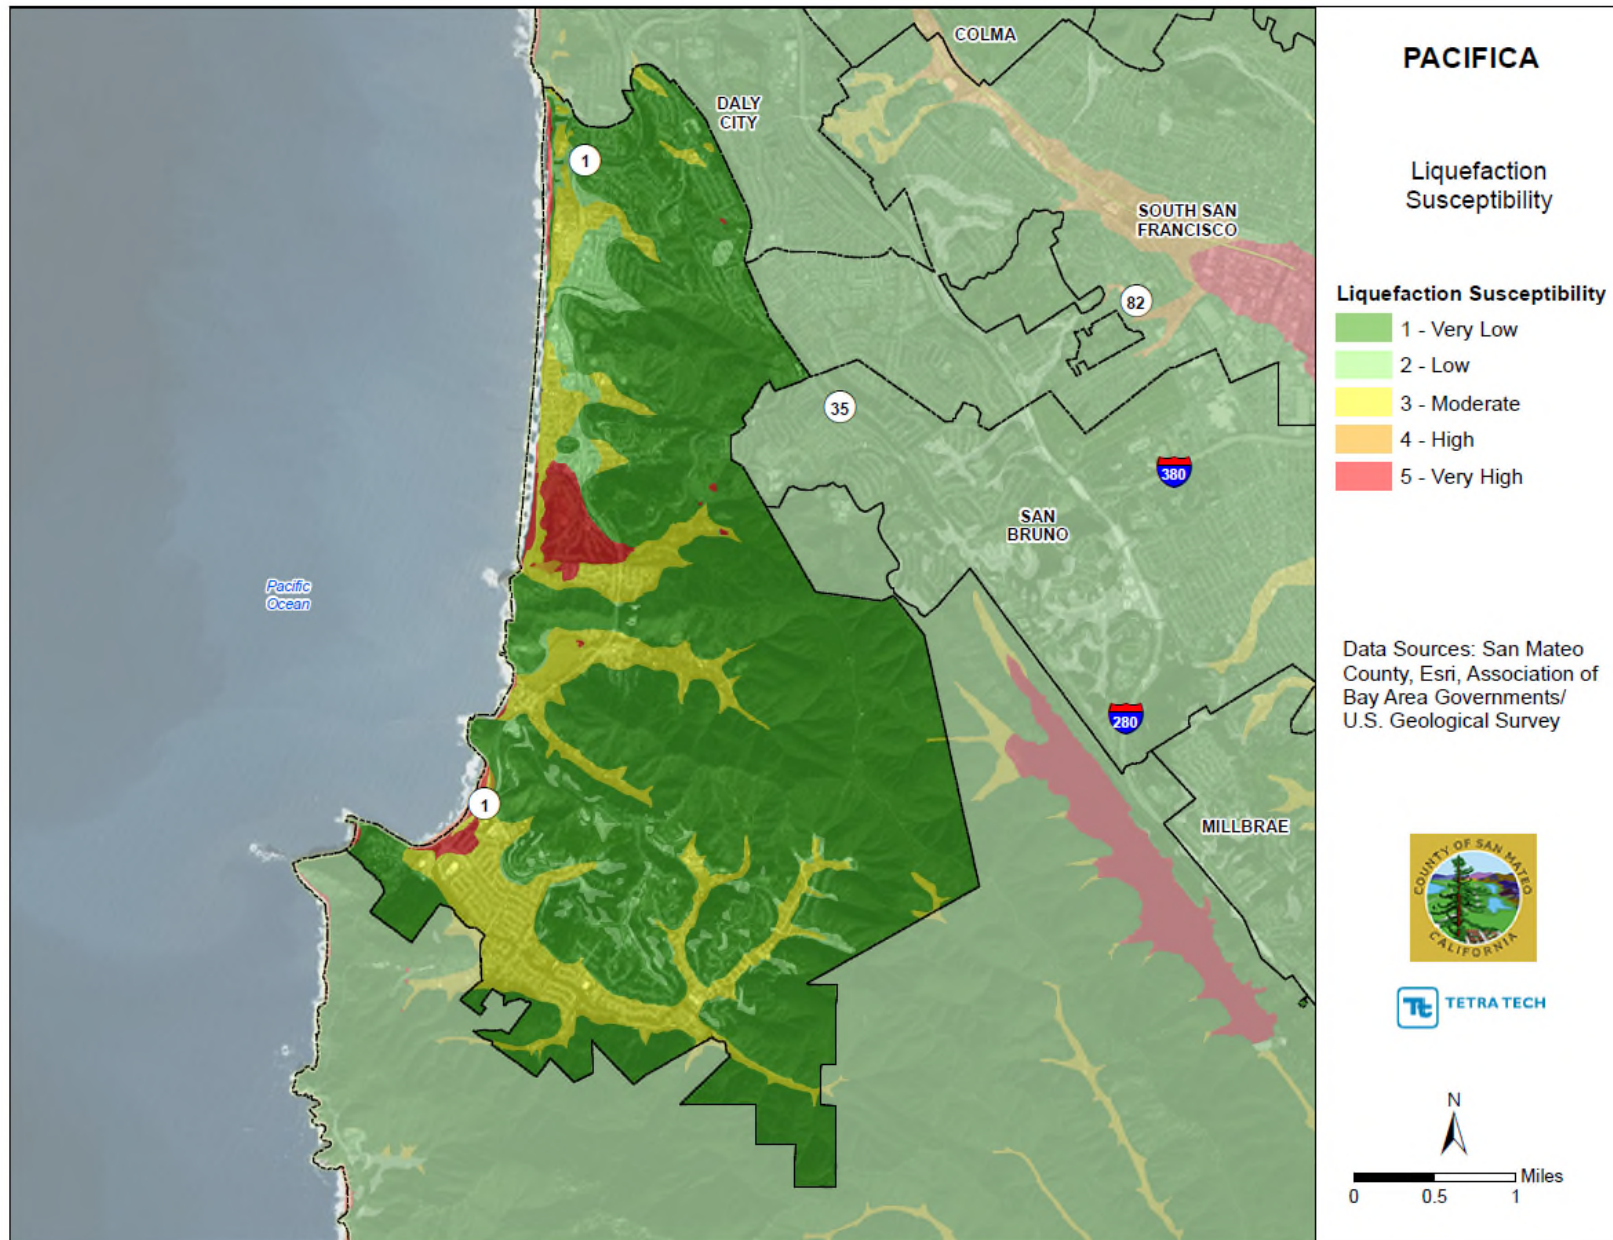 PACIFICA
Liquefaction
Susceptibility
Liquefaction Susceptibility
1 - Very Low
2 - Low
3 - Moderate
4 - High
5 - Very High
Data Sources: San Mateo
County, Esri, Association of
Bay Area Governments/
U.S. Geological Survey
COUNTY OF SAN MATEO
CALIFORNIA
Tt
TETRA TECH
N
Miles
0
0.5
1
COLMA
DALY
CITY
1
SOUTH SAN
FRANCISCO
82
35
380
SAN
BRUNO
Pacific
Ocean
280
1
MILLBRAE